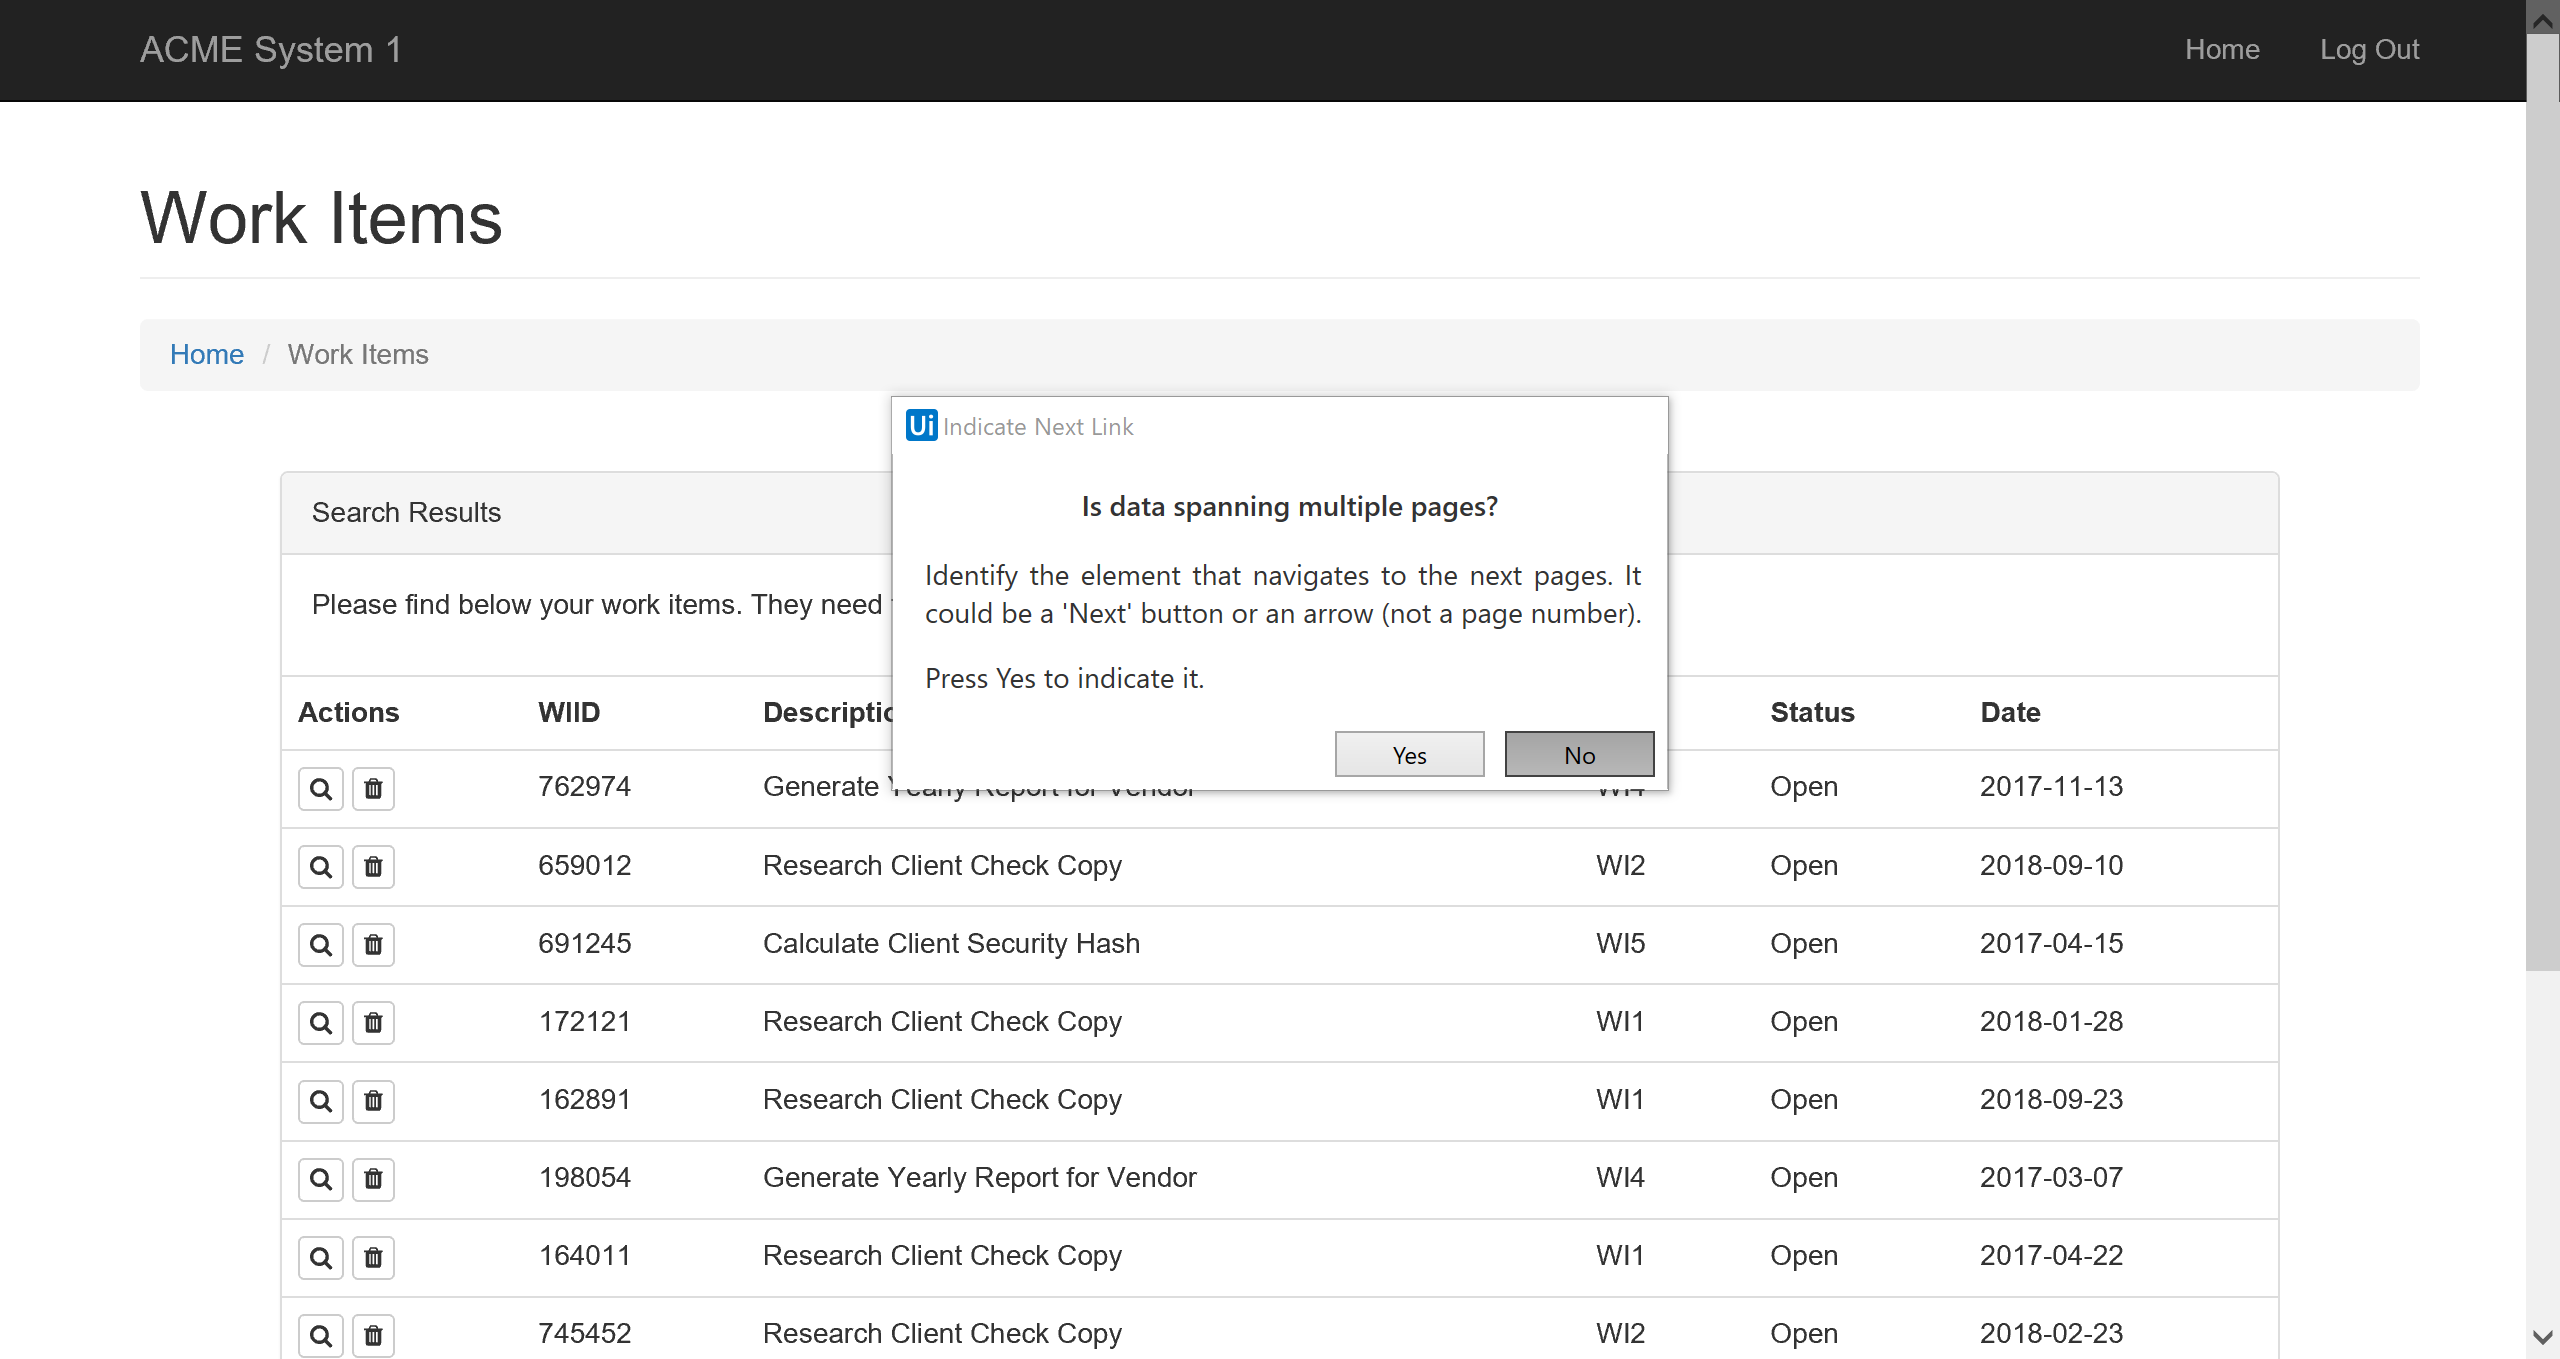 ACME System 1 Home Log Out
Work Items
Home / Work Items
Ui Indicate Next Link
Is data spanning multiple pages?
Identify the element that navigates to the next pages. It
could be a 'Next' button or an arrow (not a page number).
Press Yes to indicate it.
Yes No
Search Results
Please find below your work items. They need
Actions WIID Status Date
762974 Generate Yearly Report for Vendor WI4 Open 2017-11-13
659012 Research Client Check Copy WI2 Open 2018-09-10
691245 Calculate Client Security Hash WI5 Open 2017-04-15
172121 Research Client Check Copy WI1 Open 2018-01-28
162891 Research Client Check Copy WI1 Open 2018-09-23
198054 Generate Yearly Report for Vendor WI4 Open 2017-03-07
164011 Research Client Check Copy WI1 Open 2017-04-22
745452 Research Client Check Copy WI2 Open 2018-02-23